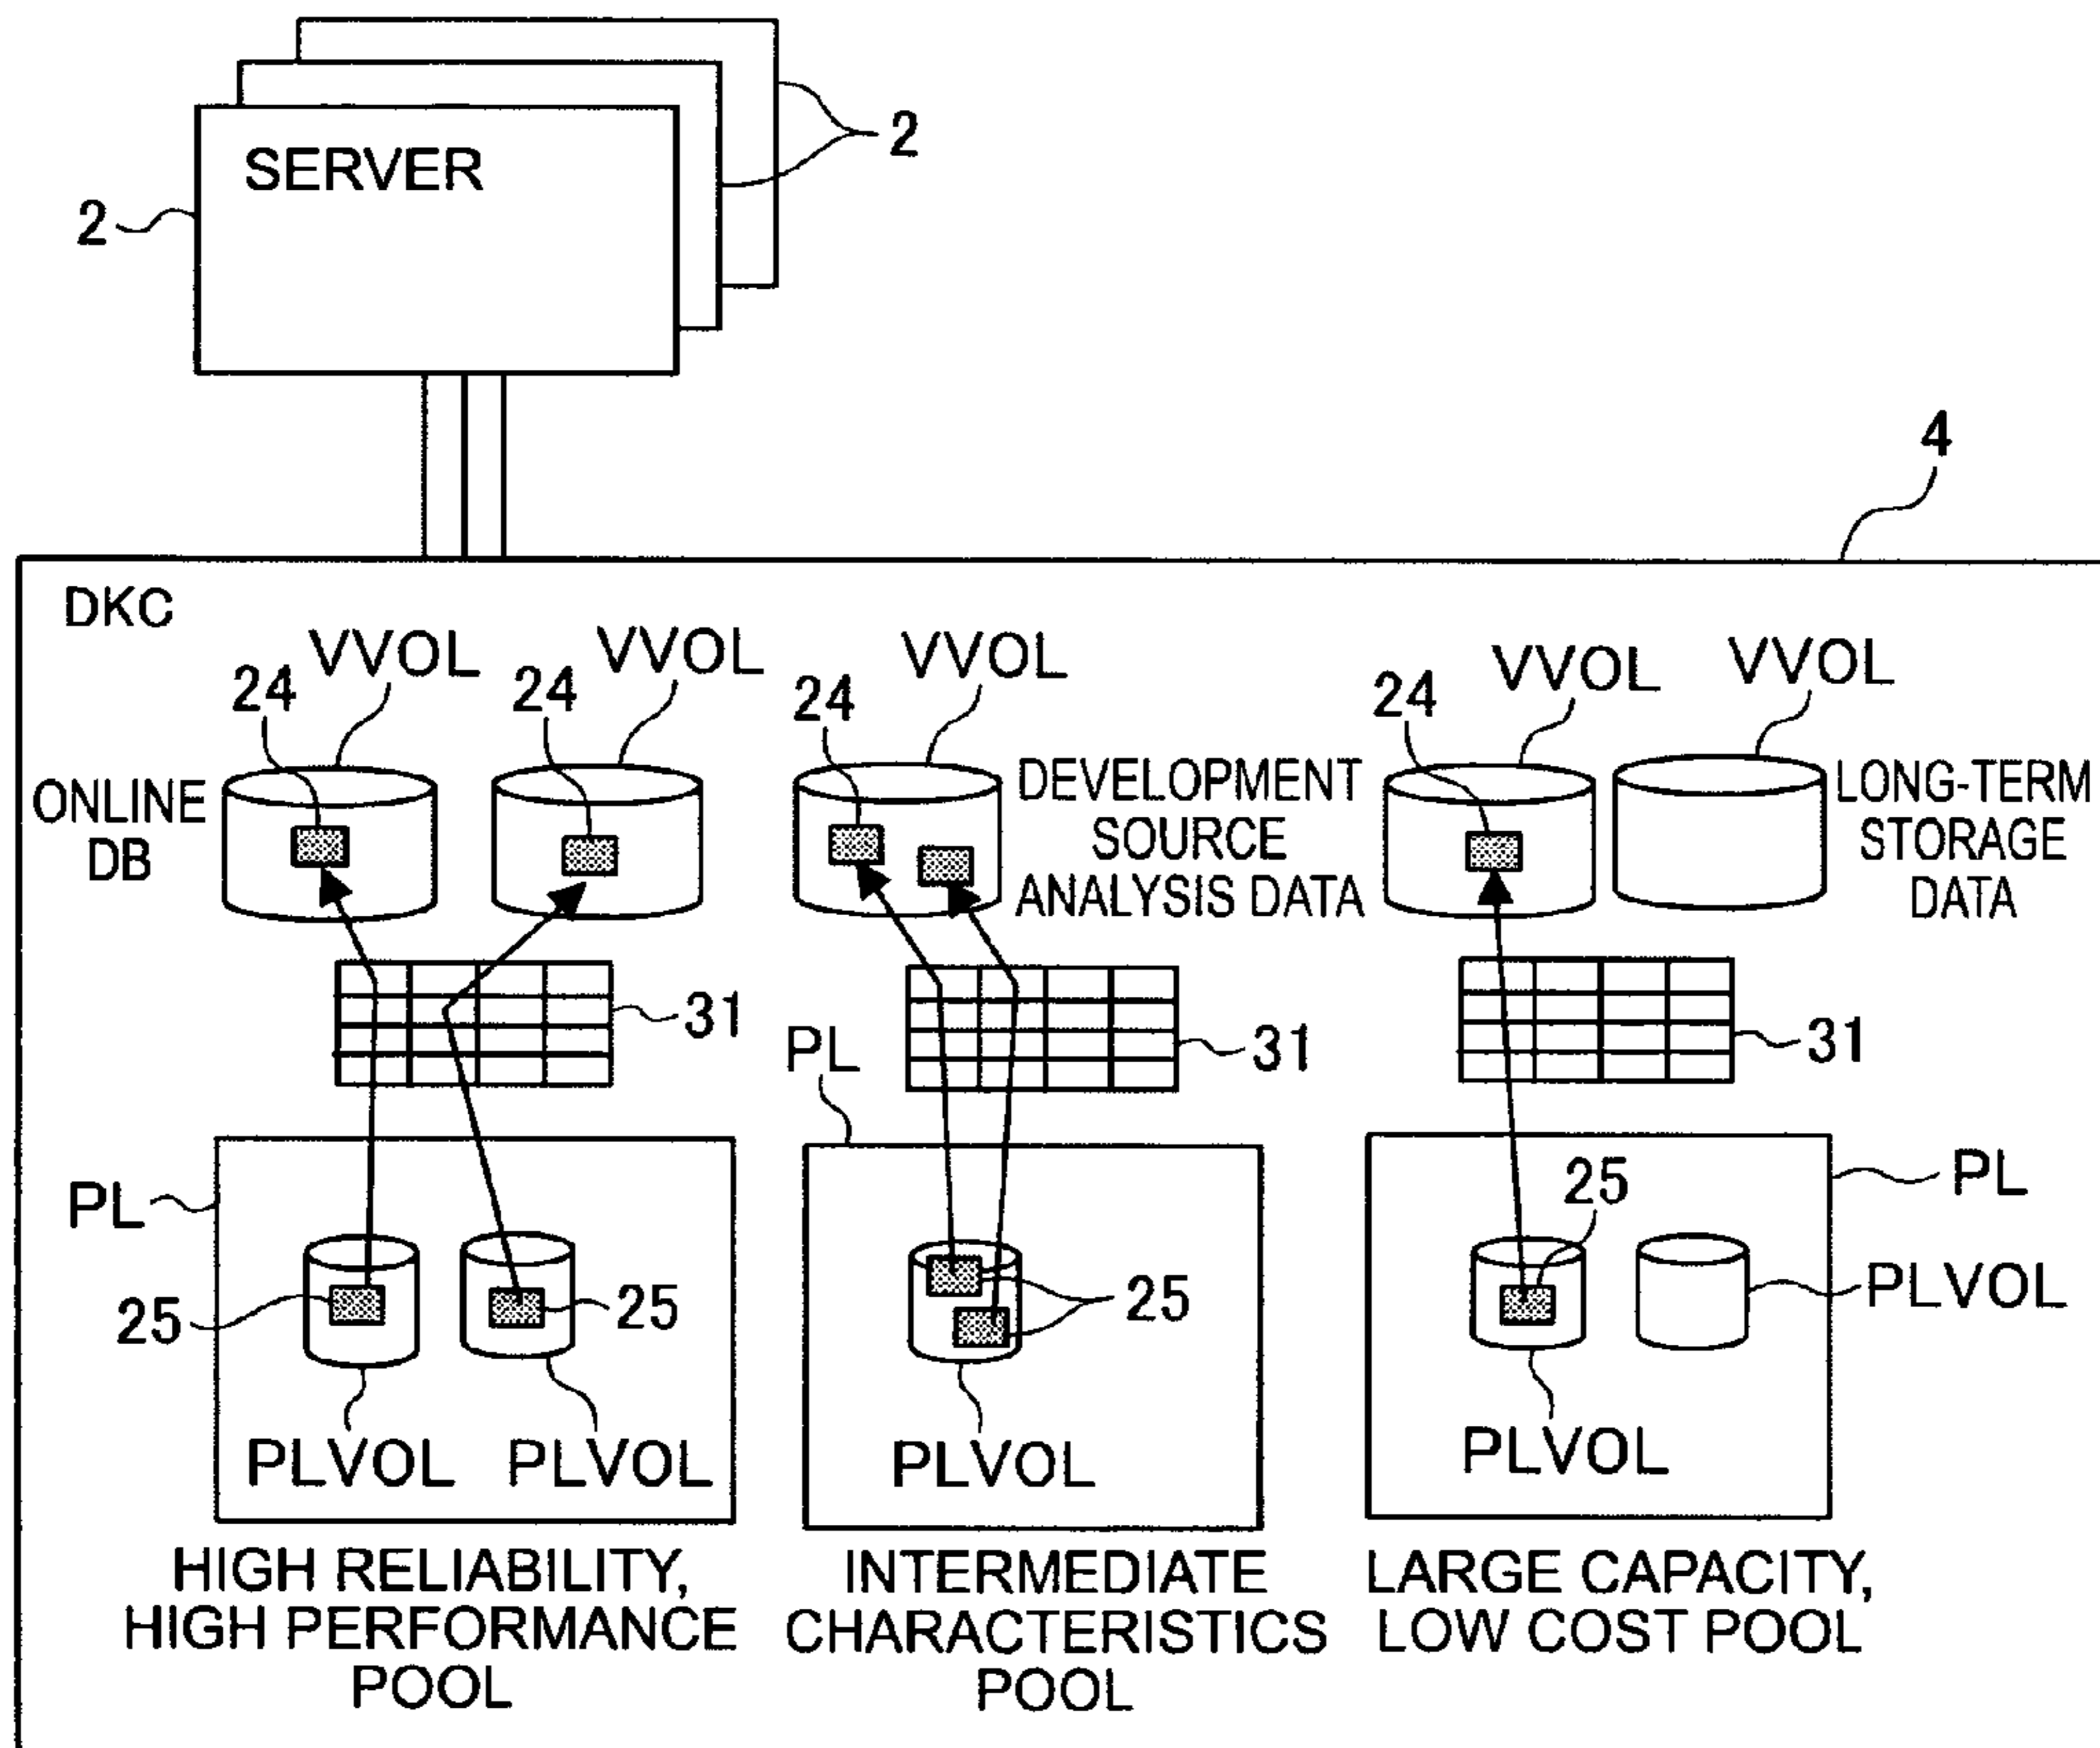 2
SERVER
2
4
DKC
VVOL
VVOL
VVOL
VVOL
VVOL
24
24
24
24
ONLINE
DB
DEVELOPMENT
SOURCE
ANALYSIS DATA
LONG-TERM
STORAGE
DATA
31
31
31
PL
PL
PL
25
25
25
25
PLVOL
PLVOL
PLVOL
PLVOL
PLVOL
HIGH RELIABILITY,
HIGH PERFORMANCE
POOL
INTERMEDIATE
CHARACTERISTICS
POOL
LARGE CAPACITY,
LOW COST POOL